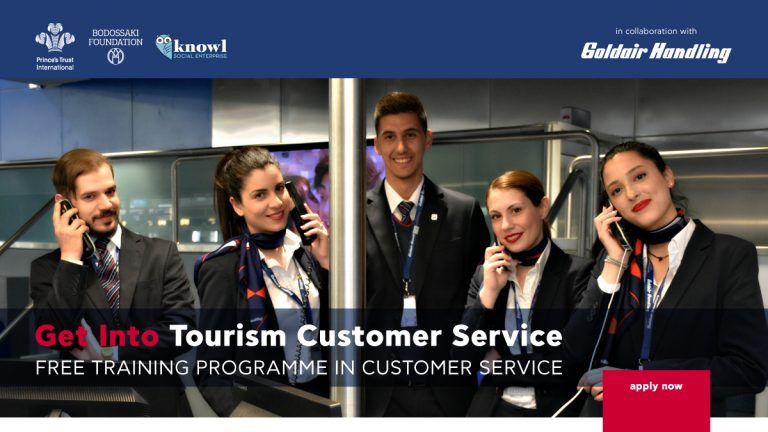 Prince's Trust
International
BODOSSAKI
FOUNDATION
knowl
SOCIAL ENTERPRISE
in collaboration with
Goldair Handling
Get Into Tourism Customer Service
FREE TRAINING PROGRAMME IN CUSTOMER SERVICE
apply now